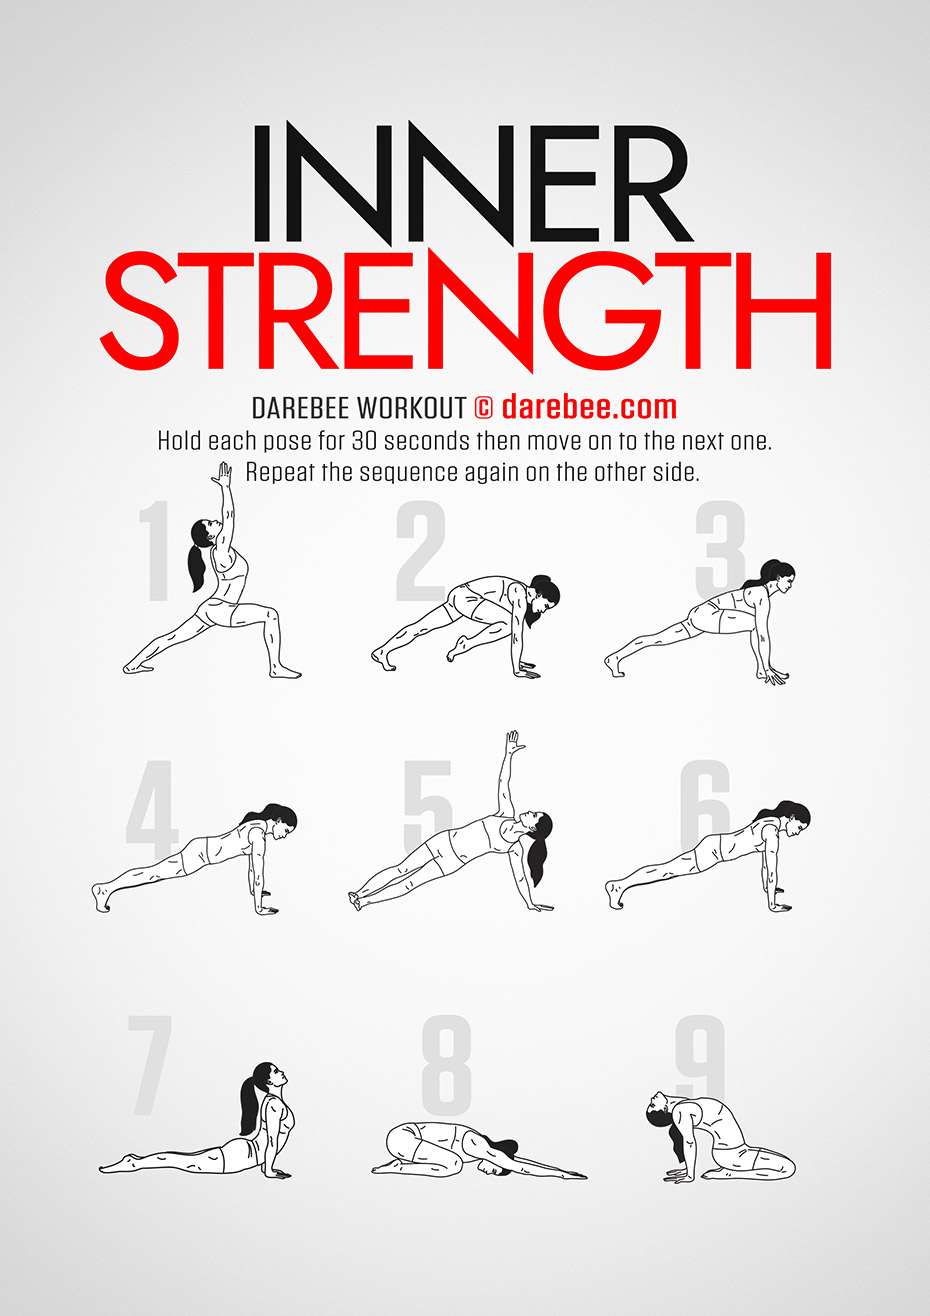 INNER
STRENGTH
DAREBEE WORKOUT © darebee.com
Hold each pose for 30 seconds then move on to the next one.
Repeat the sequence again on the other side.
1 2 3
4 5 6
7 8 9